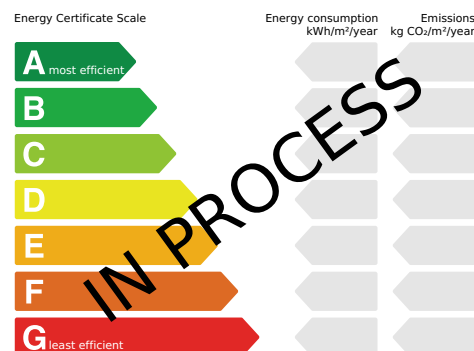 Energy Certificate Scale
Energy consumption
kWh/m²/year
Emissions
kg CO₂/m²/year
A most efficient
B
C
D
E
F
G least efficient
IN PROCESS